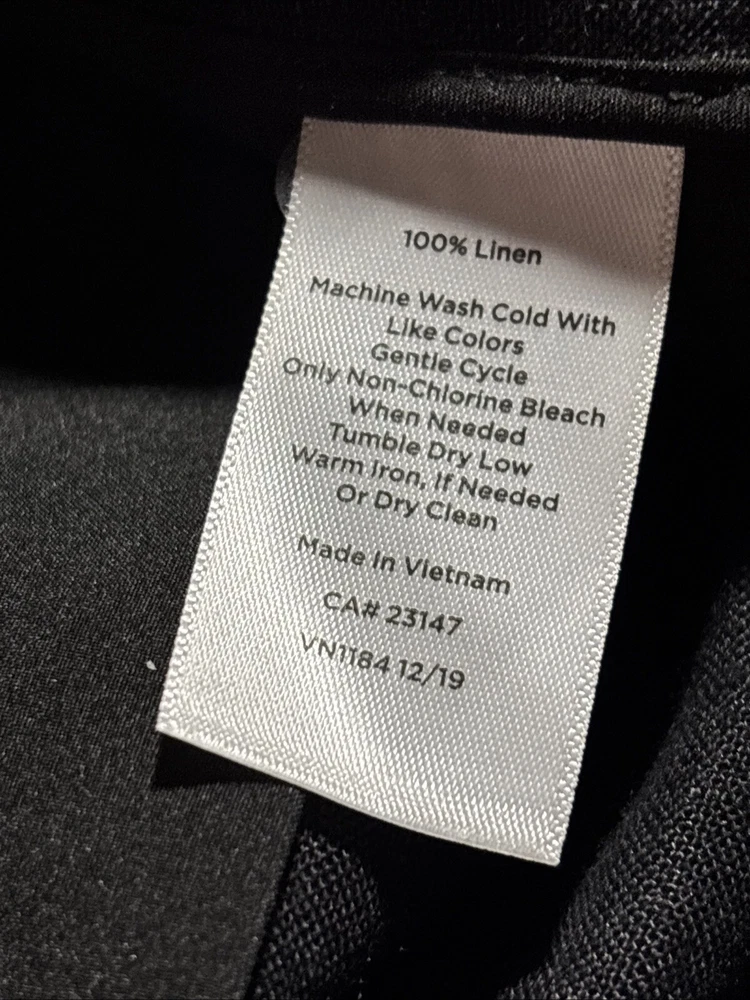 100% Linen
Machine Wash Cold With
Like Colors
Gentle Cycle
Only Non-Chlorine Bleach
When Needed
Tumble Dry Low
Warm Iron, If Needed
Or Dry Clean
Made in Vietnam
CA# 23147
VN1184 12/19